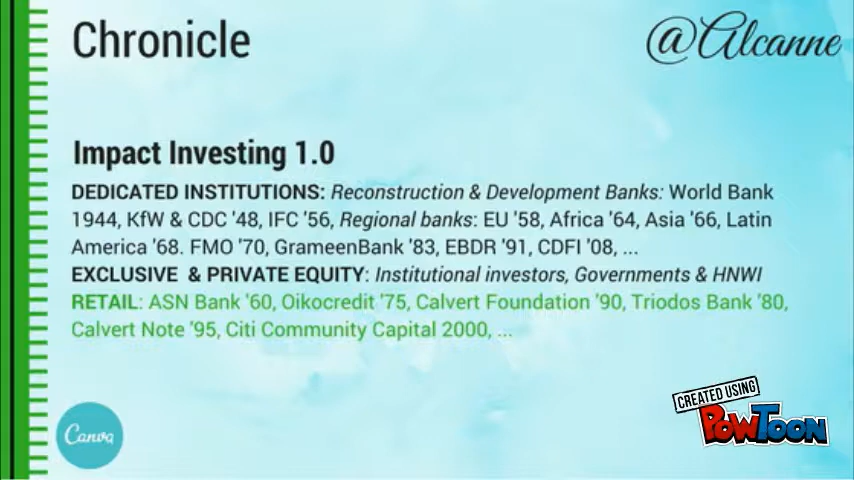 Chronicle
@Alcanne
Impact Investing 1.0
DEDICATED INSTITUTIONS: Reconstruction & Development Banks: World Bank
1944, KfW & CDC '48, IFC '56, Regional banks: EU '58, Africa '64, Asia '66, Latin
America '68. FMO '70, GrameenBank '83, EBDR '91, CDFI '08, ...
EXCLUSIVE & PRIVATE EQUITY: Institutional investors, Governments & HNWI
RETAIL: ASN Bank '60, Oikocredit '75, Calvert Foundation '90, Triodos Bank '80,
Calvert Note '95, Citi Community Capital 2000, ...
CREATED USING
POWTOON
Canva